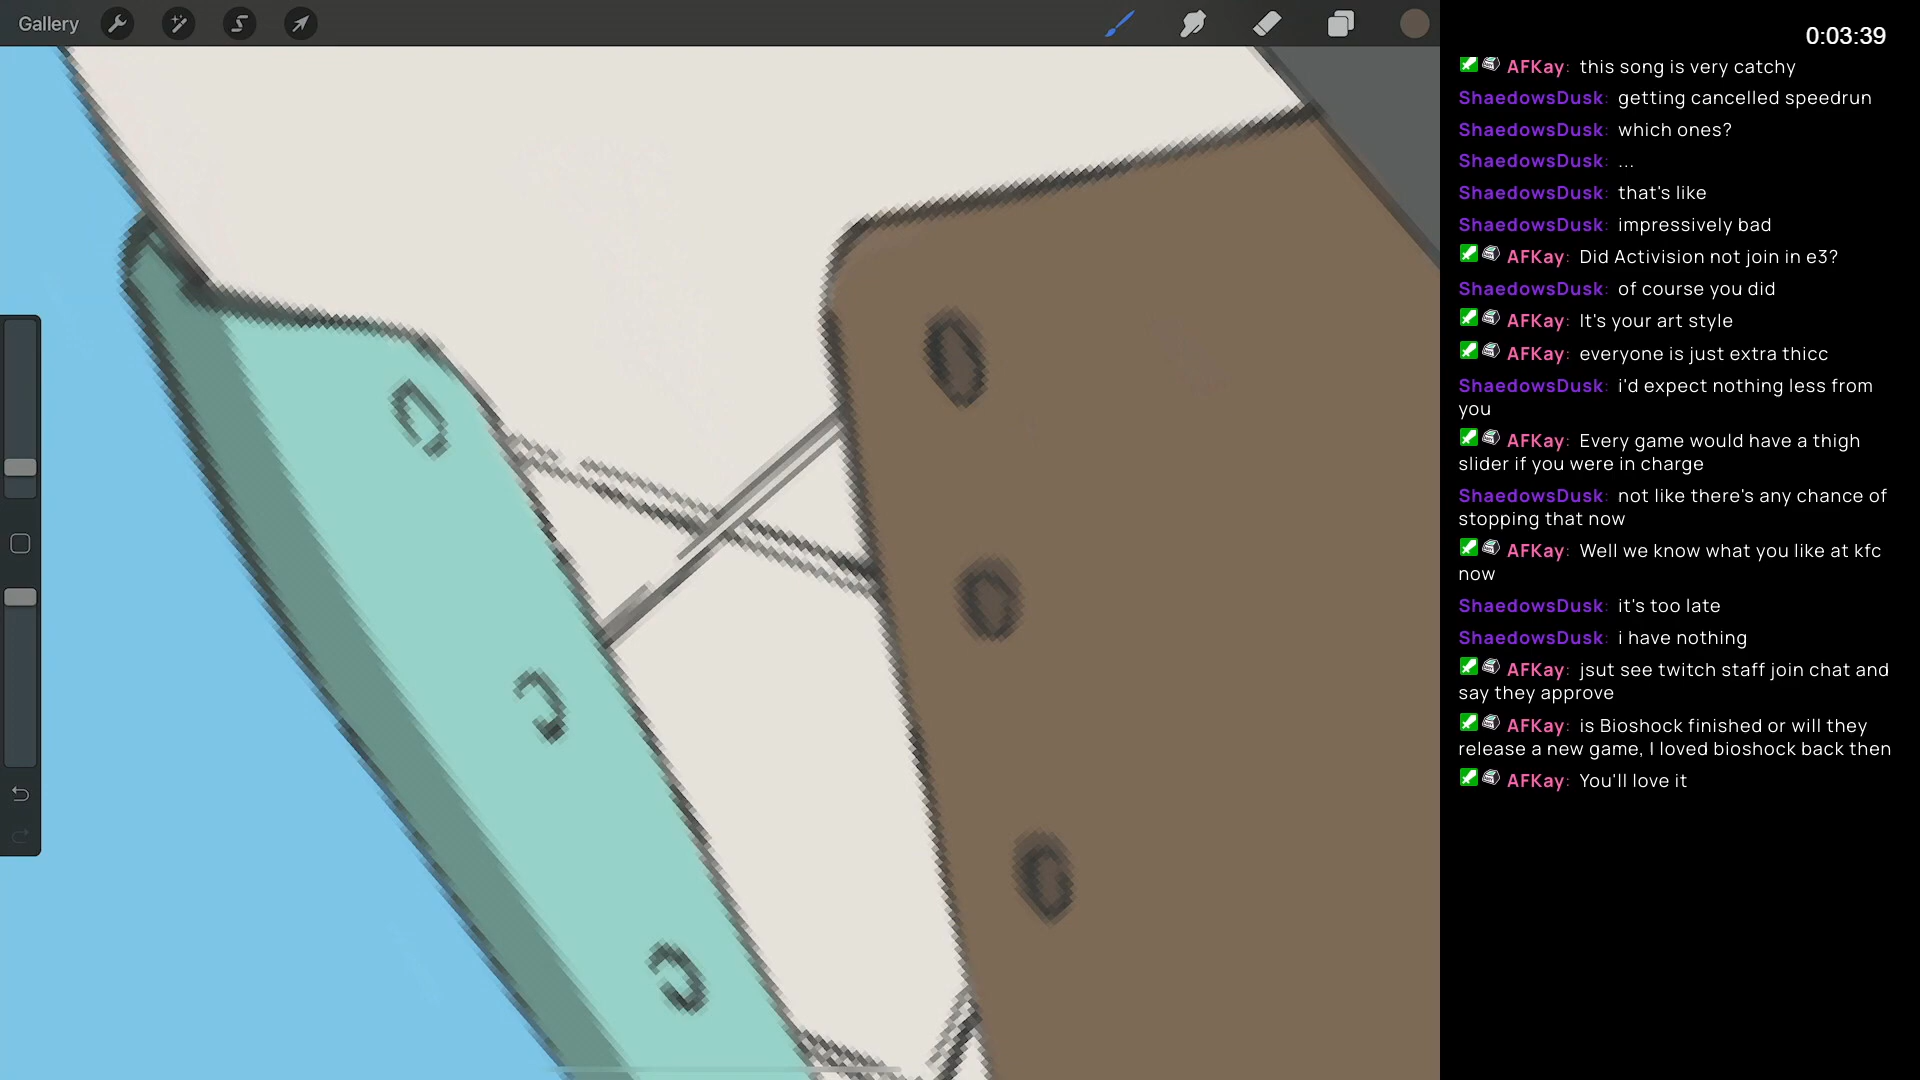 Gallery
0:03:39
AFKay: this song is very catchy
ShaedowsDusk: getting cancelled speedrun
ShaedowsDusk: which ones?
ShaedowsDusk: ...
ShaedowsDusk: that's like
ShaedowsDusk: impressively bad
AFKay: Did Activision not join in e3?
ShaedowsDusk: of course you did
AFKay: It's your art style
AFKay: everyone is just extra thicc
ShaedowsDusk: i'd expect nothing less from
you
AFKay: Every game would have a thigh
slider if you were in charge
ShaedowsDusk: not like there's any chance of
stopping that now
AFKay: Well we know what you like at kfc
now
ShaedowsDusk: it's too late
ShaedowsDusk: i have nothing
AFKay: jsut see twitch staff join chat and
say they approve
AFKay: is Bioshock finished or will they
release a new game, I loved bioshock back then
AFKay: You'll love it